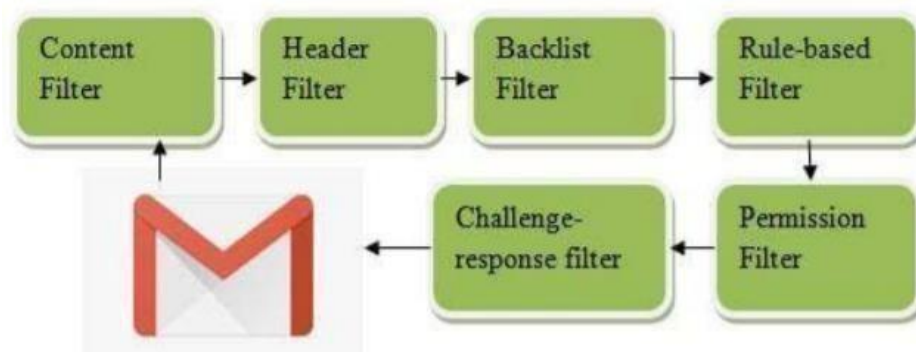 Content
Filter
Header
Filter
Backlist
Filter
Rule-based
Filter
Challenge-
response filter
Permission
Filter